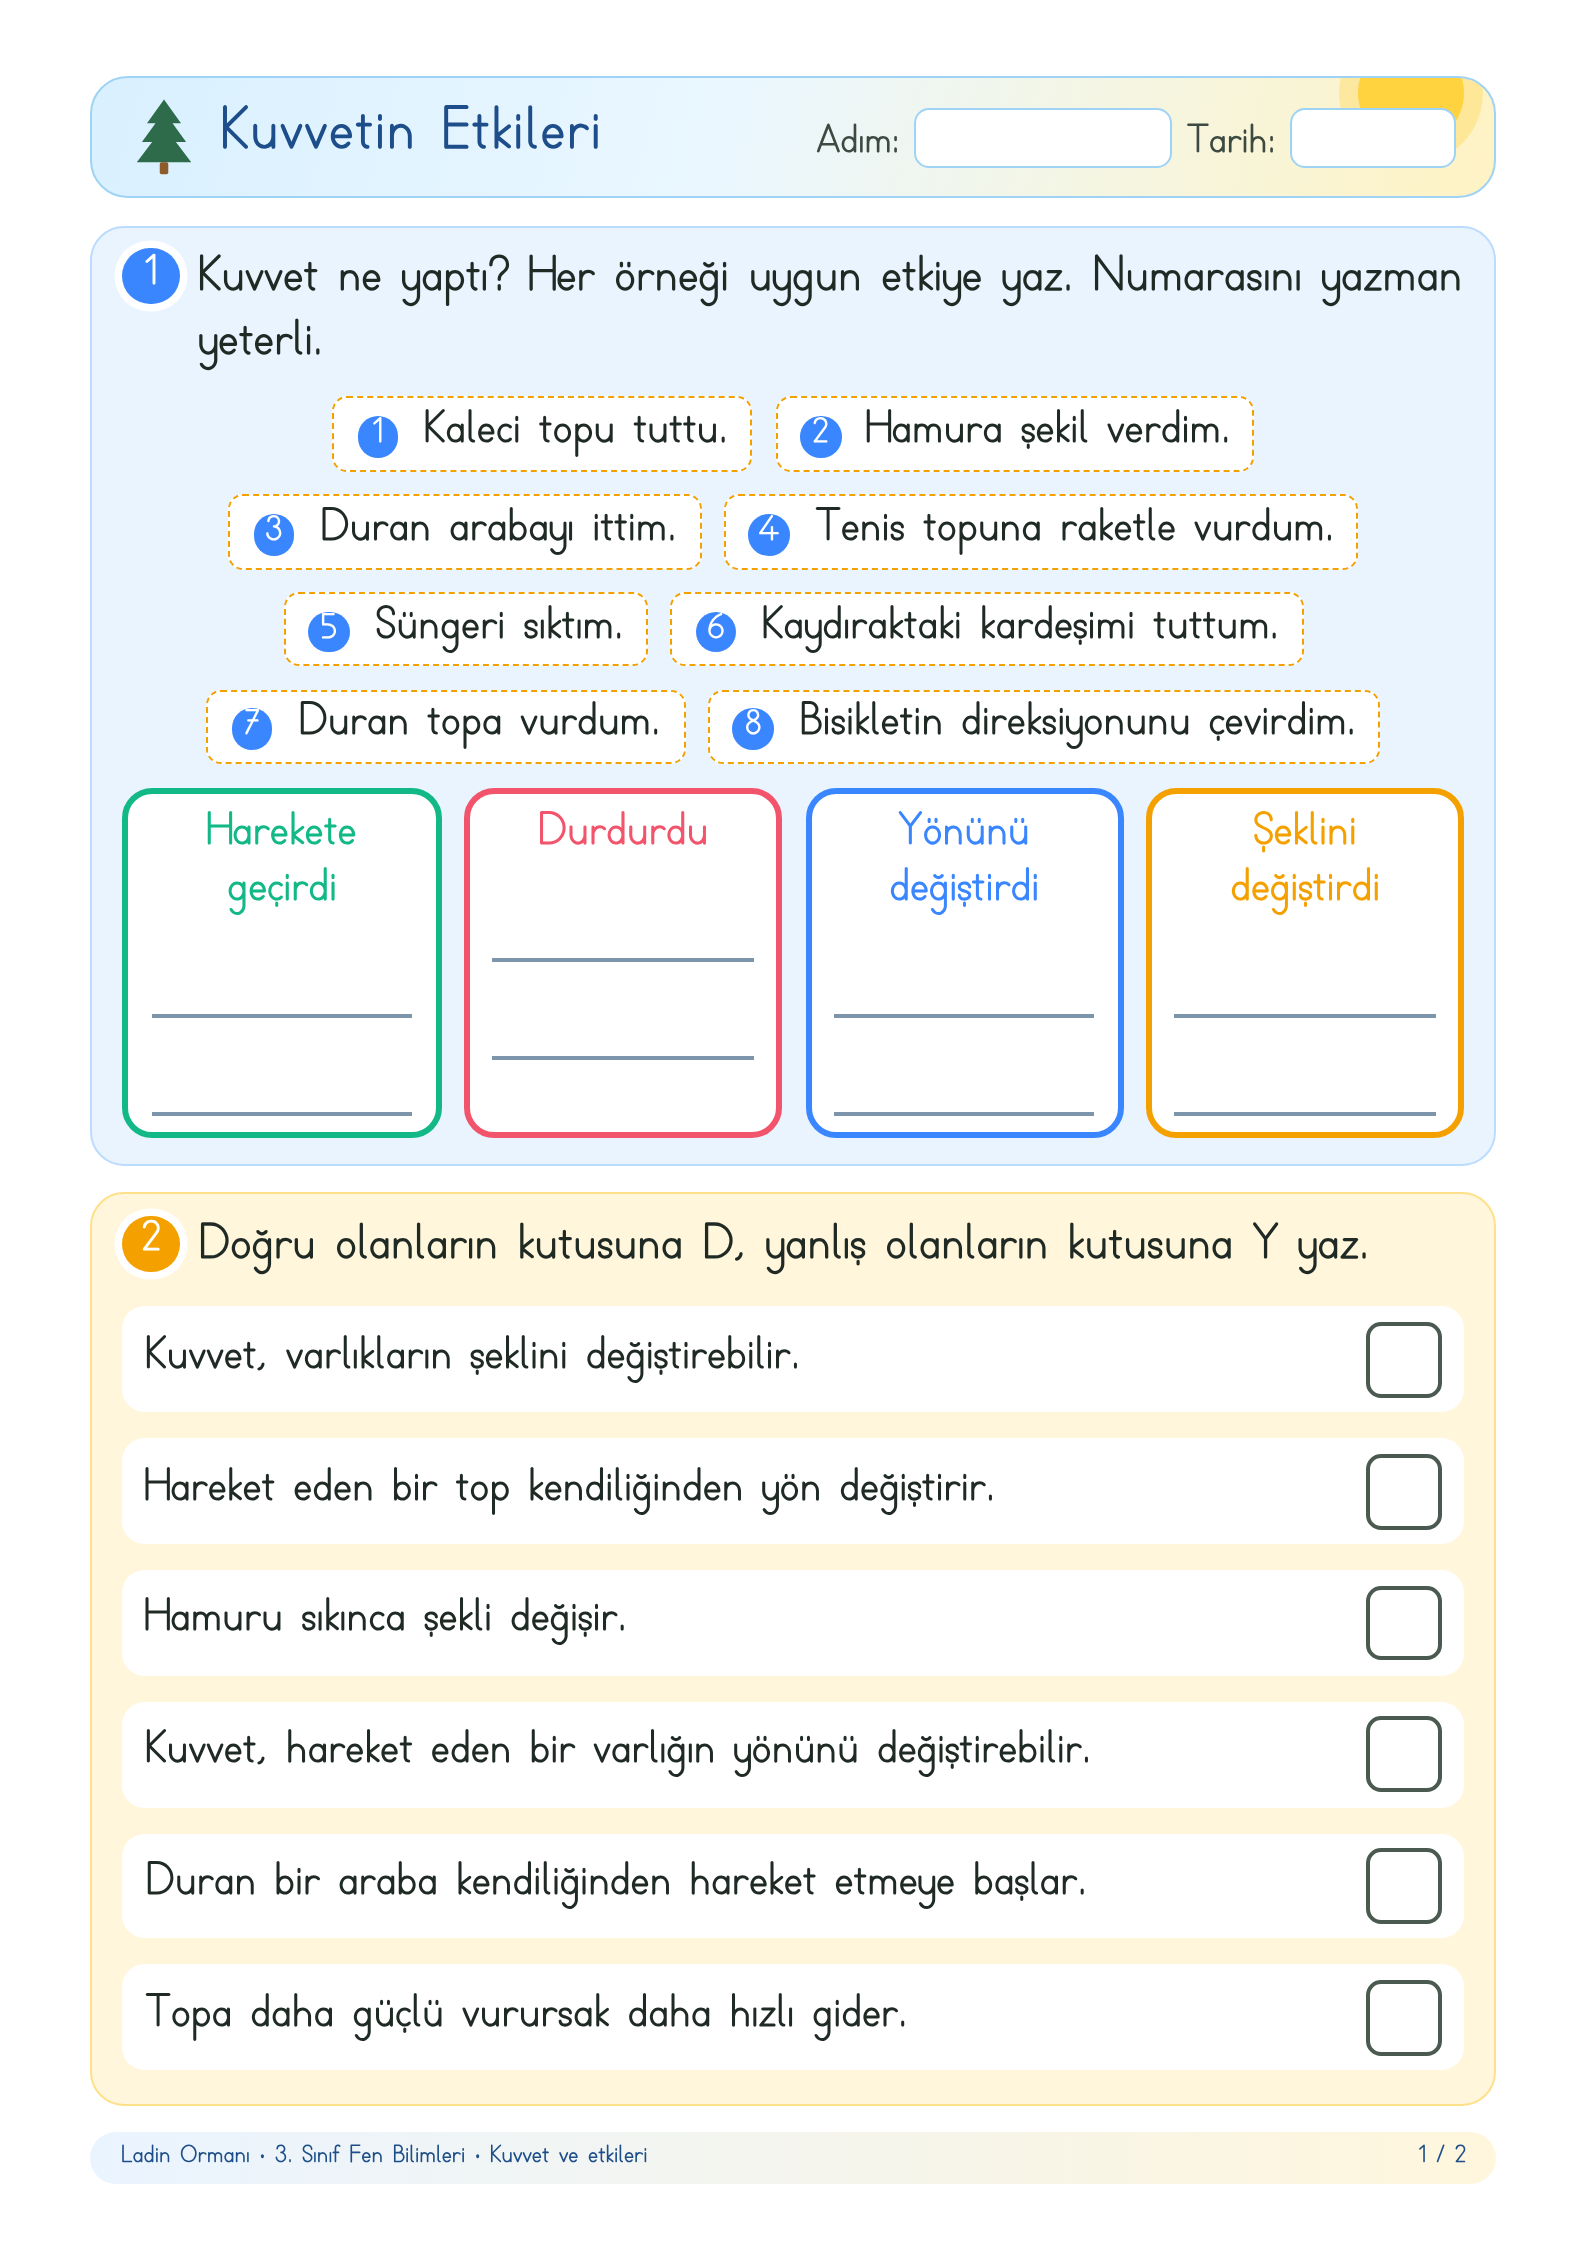 Kuvvetin Etkileri
Adım:
Tarih:
1 Kuvvet ne yaptı? Her örneği uygun etkiye yaz. Numarasını yazman
yeterli.
1 Kaleci topu tuttu.
2 Hamura şekil verdim.
3 Duran arabayı ittim.
4 Tenis topuna raketle vurdum.
5 Süngeri sıktım.
6 Kaydıraktaki kardeşimi tuttum.
7 Duran topa vurdum.
8 Bisikletin direksiyonunu çevirdim.
Harekete
geçirdi
Durdurdu
Yönünü
değiştirdi
Şeklini
değiştirdi
2 Doğru olanların kutusuna D, yanlış olanların kutusuna Y yaz.
Kuvvet, varlıkların şeklini değiştirebilir.
Hareket eden bir top kendiliğinden yön değiştirir.
Hamuru sıkınca şekli değişir.
Kuvvet, hareket eden bir varlığın yönünü değiştirebilir.
Duran bir araba kendiliğinden hareket etmeye başlar.
Topa daha güçlü vurursak daha hızlı gider.
Ladin Ormanı • 3. Sınıf Fen Bilimleri • Kuvvet ve etkileri
1 / 2